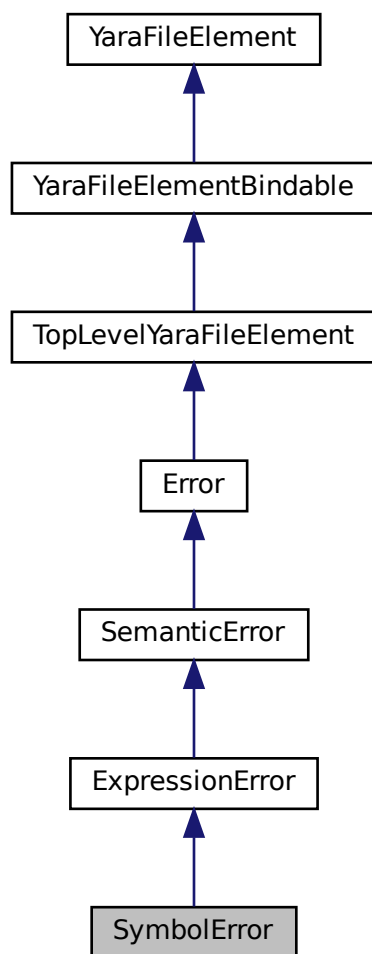 YaraFileElement
YaraFileElementBindable
TopLevelYaraFileElement
Error
SemanticError
ExpressionError
SymbolError